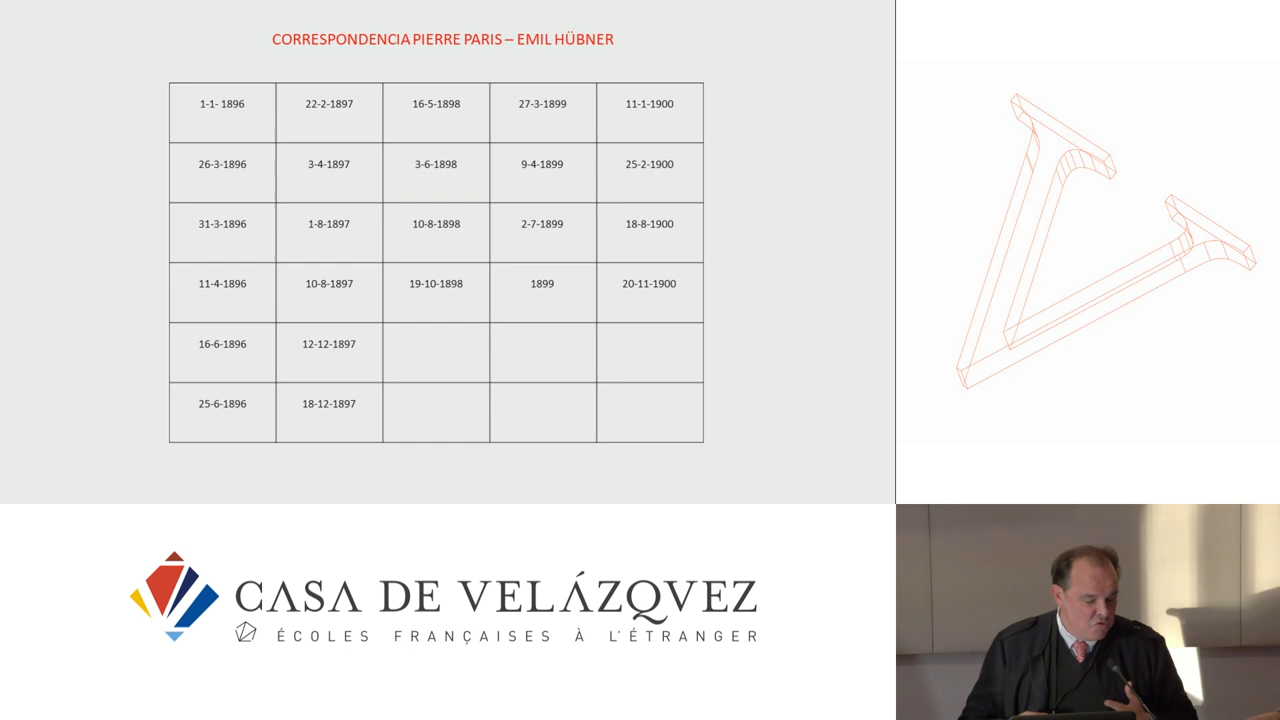 CORRESPONDENCIA PIERRE PARIS – EMIL HÜBNER
1-1- 1896 22-2-1897 16-5-1898 27-3-1899 11-1-1900
26-3-1896 3-4-1897 3-6-1898 9-4-1899 25-2-1900
31-3-1896 1-8-1897 10-8-1898 2-7-1899 18-8-1900
11-4-1896 10-8-1897 19-10-1898 1899 20-11-1900
16-6-1896 12-12-1897
25-6-1896 18-12-1897
CASA DE VELÁZQVEZ
ÉCOLES FRANÇAISES À L'ÉTRANGER